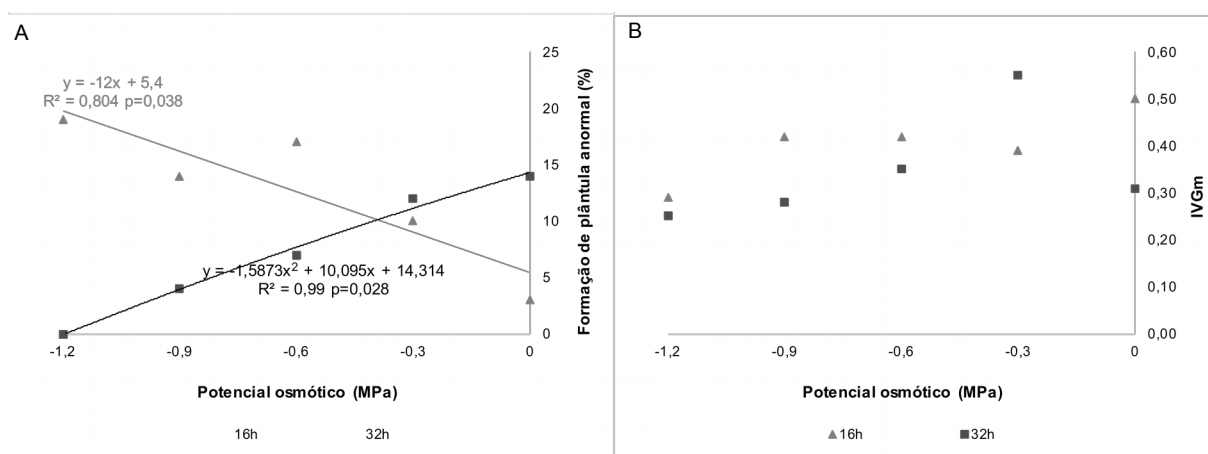 A
y = -12x + 5,4
R² = 0,804 p=0,038
25
20
15
10
5
0
Formação de plântula anormal (%)
y = -1,5873x² + 10,095x + 14,314
R² = 0,99 p=0,028
-1,2 -0,9 -0,6 -0,3 0
Potencial osmótico (MPa)
16h 32h
B
0,60
0,50
0,40
0,30
0,20
0,10
0,00
IVGm
-1,2 -0,9 -0,6 -0,3 0
Potencial osmótico (MPa)
16h 32h